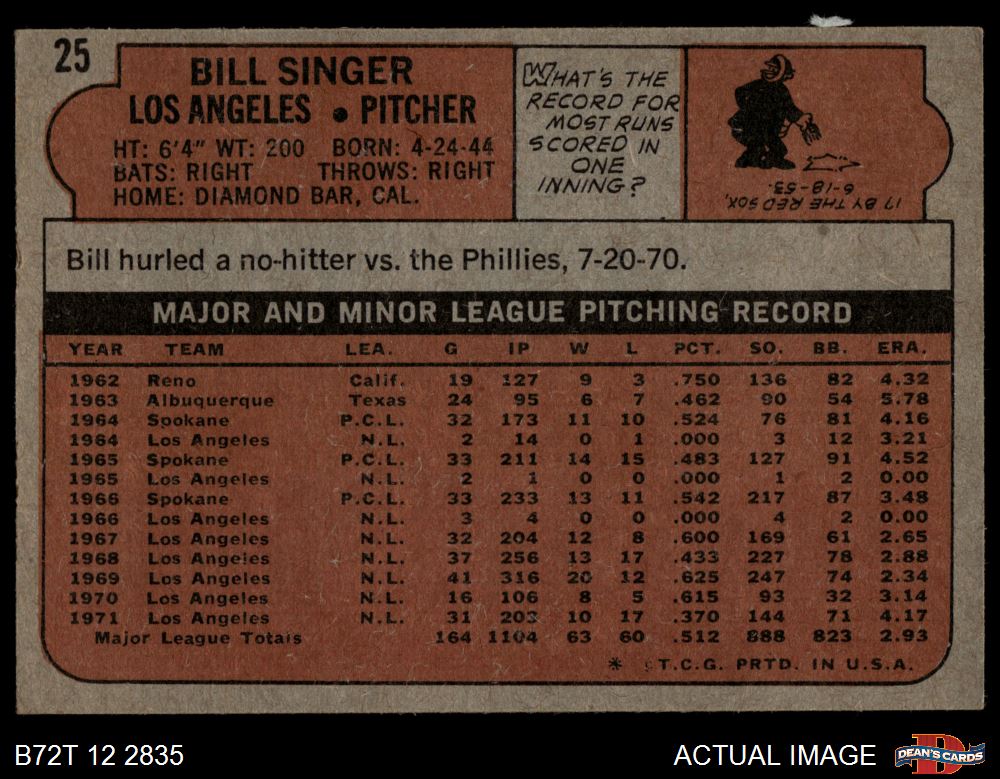 25
BILL SINGER
LOS ANGELES • PITCHER
HT: 6'4" WT: 200 BORN: 4-24-44
BATS: RIGHT THROWS: RIGHT
HOME: DIAMOND BAR, CAL.
WHAT'S THE
RECORD FOR
MOST RUNS
SCORED IN
ONE
INNING?
17 BY THE RED SOX,
6-18-53.
Bill hurled a no-hitter vs. the Phillies, 7-20-70.
MAJOR AND MINOR LEAGUE PITCHING RECORD
YEAR TEAM LEA. G IP W L PCT. SO. BB. ERA.
1962 Reno Calif. 19 127 9 3 .750 136 82 4.32
1963 Albuquerque Texas 24 95 6 7 .462 90 54 5.78
1964 Spokane P.C.L. 32 173 11 10 .524 76 81 4.16
1964 Los Angeles N.L. 2 14 0 1 .000 3 12 3.21
1965 Spokane P.C.L. 33 211 14 15 .483 127 91 4.52
1965 Los Angeles N.L. 2 1 0 0 .000 1 2 0.00
1966 Spokane P.C.L. 33 233 13 11 .542 217 87 3.48
1966 Los Angeles N.L. 3 4 0 0 .000 4 2 0.00
1967 Los Angeles N.L. 32 204 12 8 .600 169 61 2.65
1968 Los Angeles N.L. 37 256 13 17 .433 227 78 2.88
1969 Los Angeles N.L. 41 316 20 12 .625 247 74 2.34
1970 Los Angeles N.L. 16 106 8 5 .615 93 32 3.14
1971 Los Angeles N.L. 31 203 10 17 .370 144 71 4.17
Major League Totals 164 1104 63 60 .512 888 823 2.93
* T.C.G. PRTD. IN U.S.A.
B72T 12 2835
ACTUAL IMAGE
DEAN'S CARDS